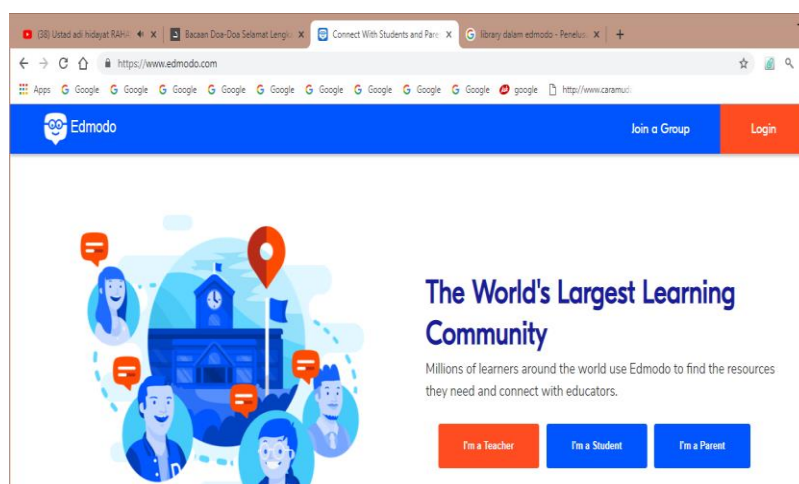 (38) Ustad adi hidayat RAHA
Bacaan Doa-Doa Selamat Lengk
Connect With Students and Pare
library dalam edmodo - Penelus
https://www.edmodo.com
Apps Google Google Google Google Google Google Google Google Google google http://www.caramud
Edmodo
Join a Group
Login
The World's Largest Learning
Community
Millions of learners around the world use Edmodo to find the resources
they need and connect with educators.
I'm a Teacher
I'm a Student
I'm a Parent